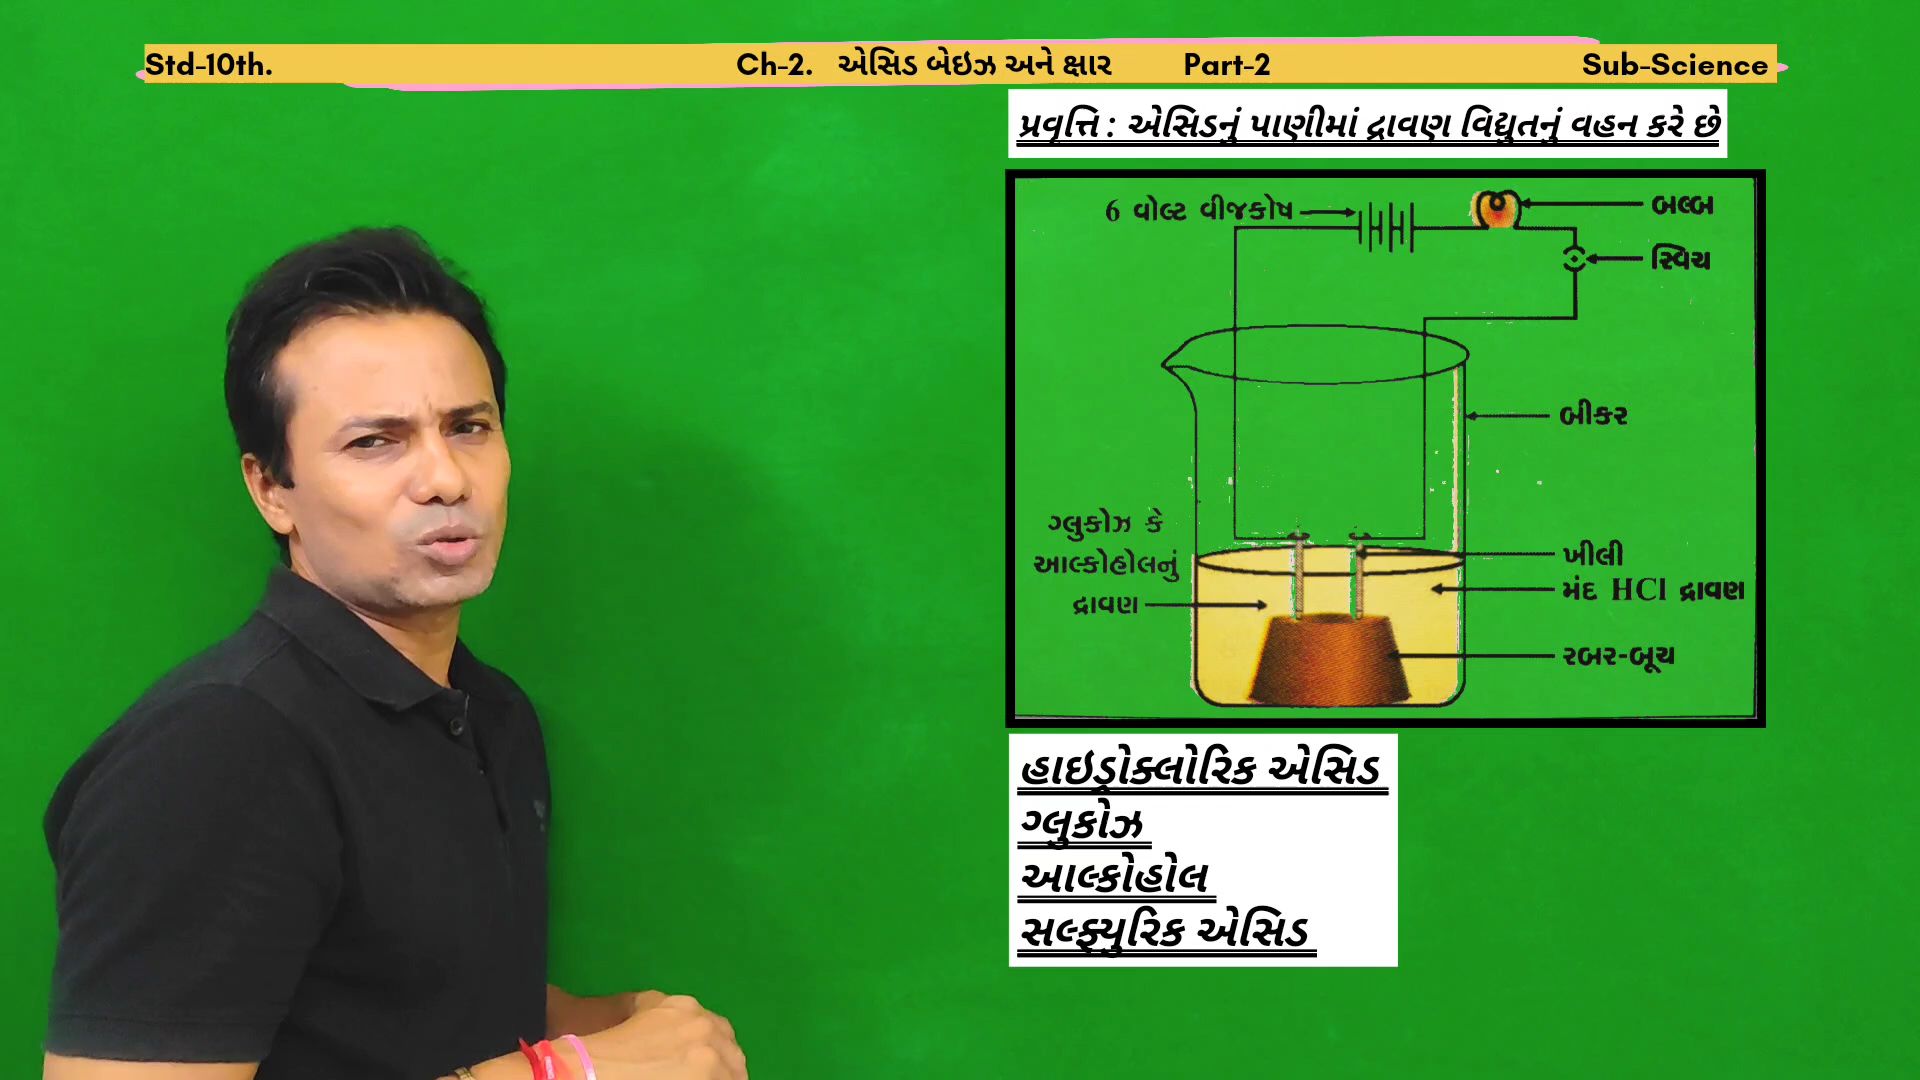 Std-10th. Ch-2. એસિડ બેઇઝ અને ક્ષાર Part-2 Sub-Science
પ્રવૃત્તિ : એસિડનું પાણીમાં દ્રાવણ વિદ્યુતનું વહન કરે છે
6 વોલ્ટ વીજકોષ
બલ્બ
સ્વિચ
બીકર
ગ્લુકોઝ કે
આલ્કોહોલનું
દ્રાવણ
ખીલી
મંદ HCl દ્રાવણ
રબર-બૂચ
હાઇડ્રોક્લોરિક એસિડ
ગ્લુકોઝ
આલ્કોહોલ
સલ્ફ્યુરિક એસિડ